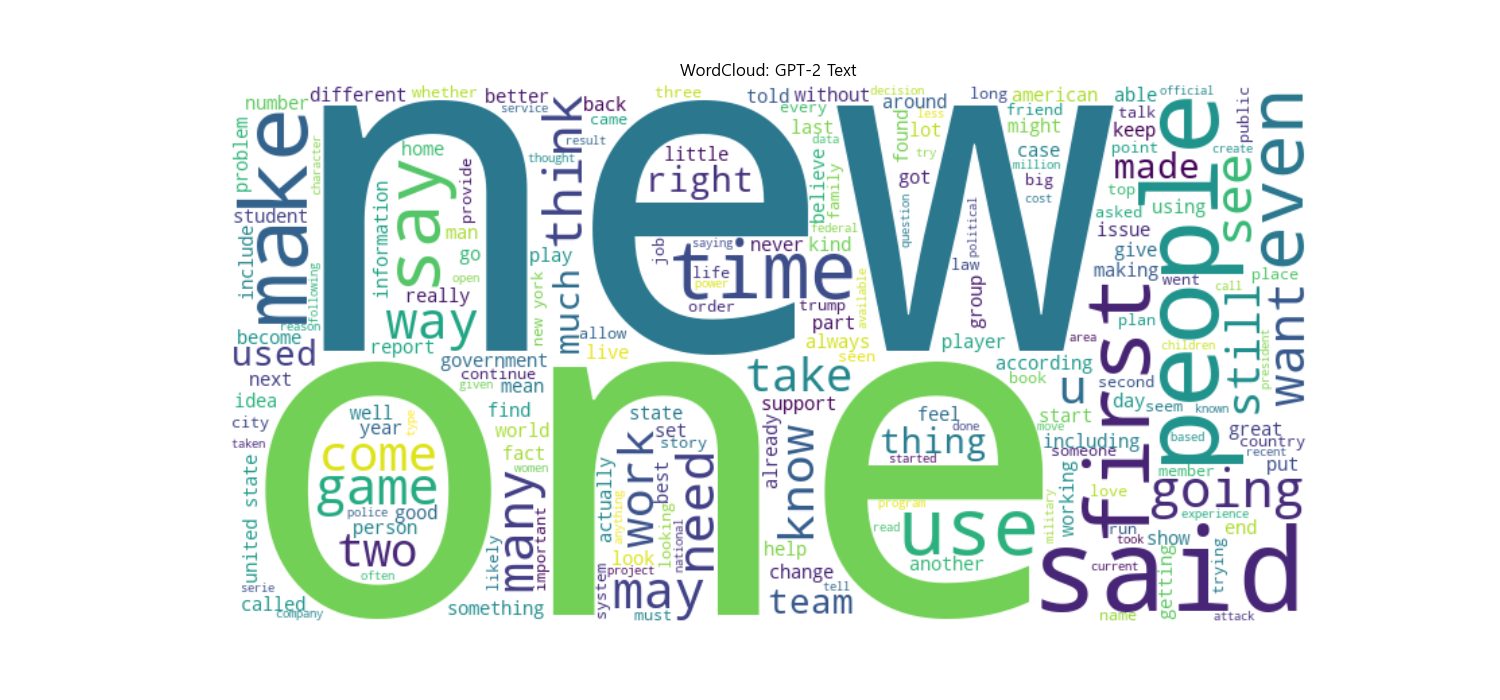 WordCloud: GPT-2 Text
new
one
said
people
first
make
time
even
say
think
use
way
take
work
need
many
may
know
thing
going
see
still
want
made
right
two
come
game
team
much
used
u
number
different
whether
better
service
back
came
three
told
without
decision
every
around
long
american
able
official
public
problem
character
home
thought
result
little
last
data
found
lot
less
try
friend
might
talk
keep
point
create
case
million
big
cost
top
student
information
man
provide
believe
family
got
question
political
asked
using
issue
include
following
go
open
play
job
saying
never
kind
federal
life
power
law
give
making
went
place
call
really
new york
order
trump
part
available
group
plan
reason
become
report
allow
live
always
seen
player
area
children
president
government
according
next
continue
given
mean
book
second
day
seem
known
idea
find
support
start
move
city
well
year
type
state
set
story
feel
done
including
someone
based
great
country
recent
taken
world
fact
women
already
started
member
put
united state
actually
best
looking
love
experience
police
good
person
important
likely
anything
national
program
read
military
working
run
took
show
end
often
look
help
another
current
getting
trying
serie
system
project
change
tell
called
company
something
must
name
attack